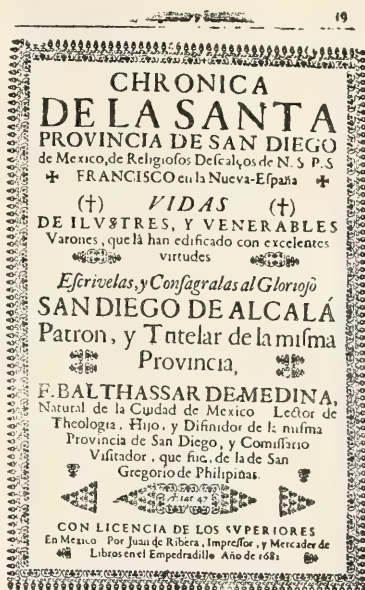 19
CHRONICA
DE LA SANTA
PROVINCIA DE SAN DIEGO
de Mexico, de Religiosos Descalços de N. S P. S
FRANCISCO en la Nueva-España
(†) VIDAS (†)
DE ILVSTRES, Y VENERABLES
Varones, que là han edificado con excelentes
virtudes
Escrivelas, y Consagralas al Glorioso
SAN DIEGO DE ALCALÁ
Patron, y Tutelar de la misma
Provincia,
F. BALTHASSAR DE MEDINA,
Natural de la Ciudad de Mexico Lector de
Theologia, Hijo, y Difinidor de la misma
Provincia de San Diego, y Comissario
Visitador, que fue, de la de San
Gregorio de Philipinas.
Ætat 47
CON LICENCIA DE LOS SVPERIORES
En Mexico Por Juan de Ribera, Impressor, y Mercader de
Libros en el Empedradillo Año de 1682